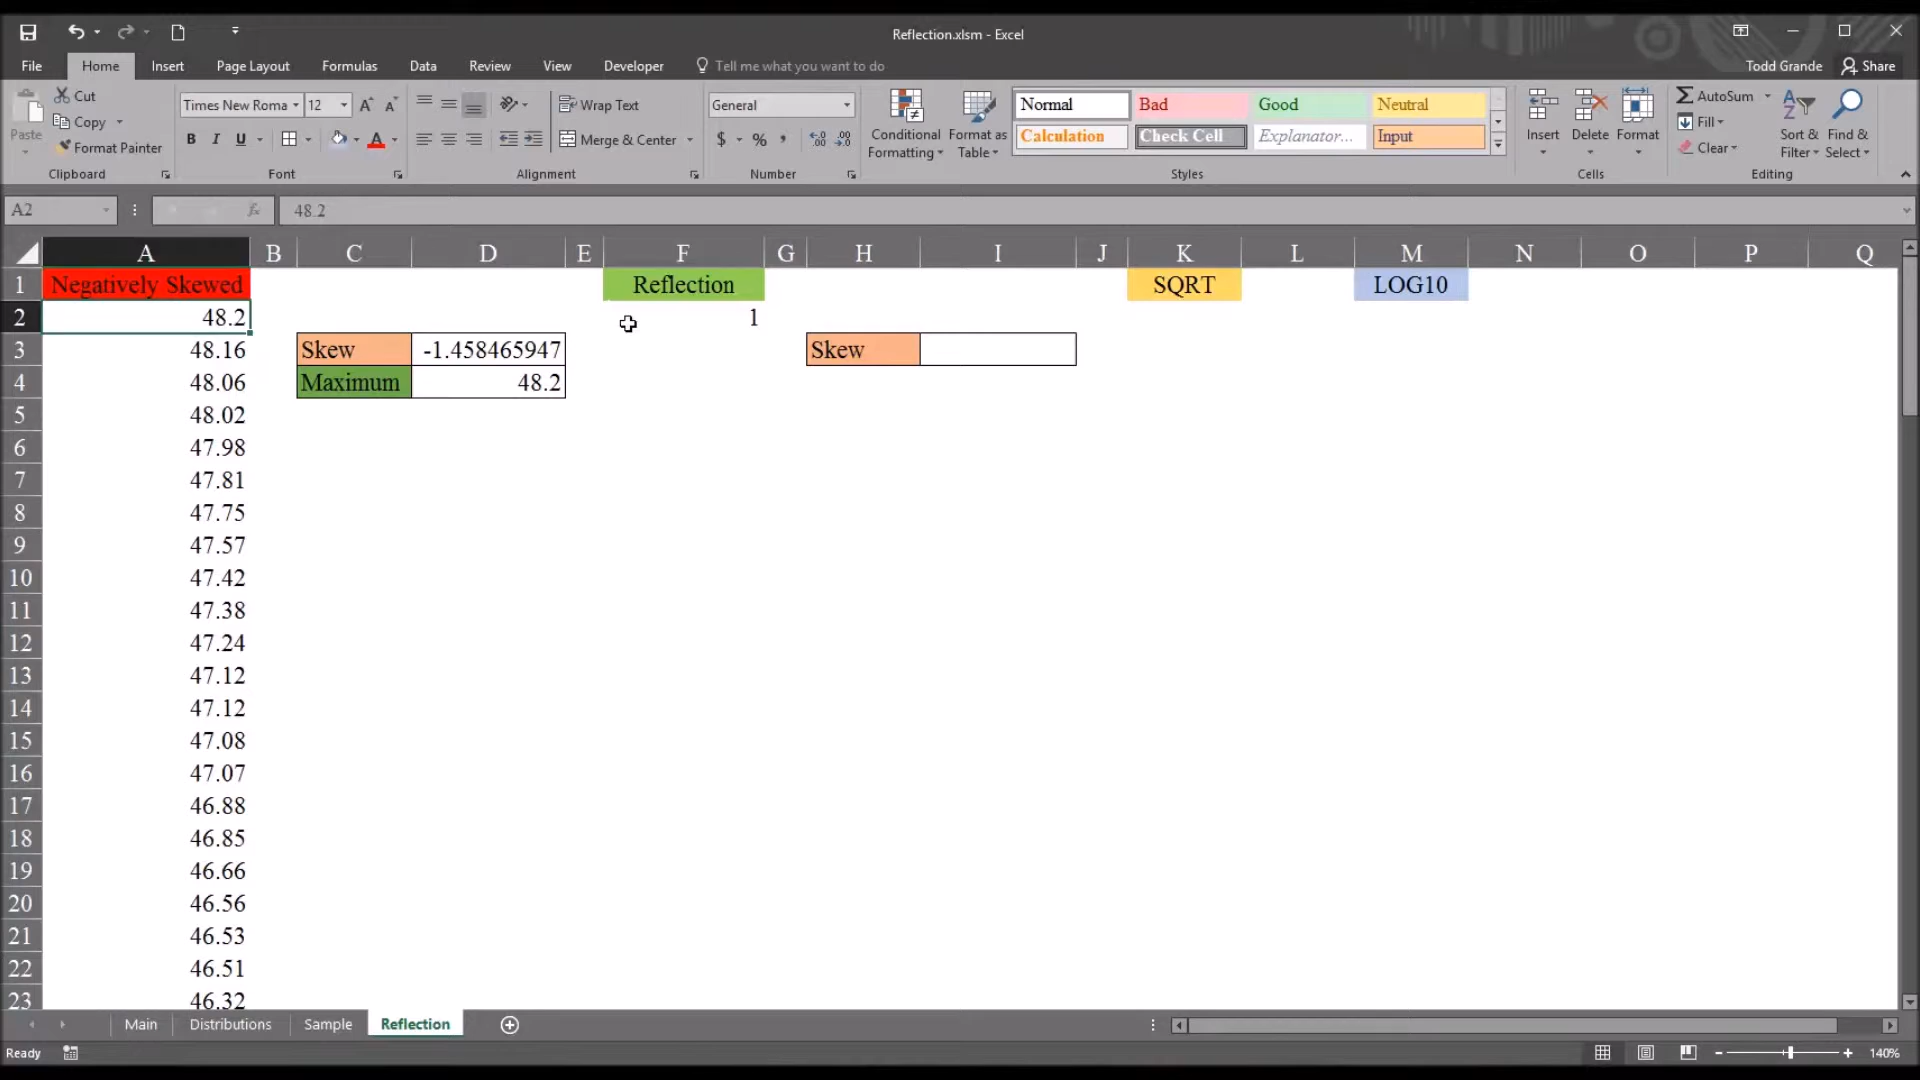 Reflection.xlsm - Excel
File Home Insert Page Layout Formulas Data Review View Developer Tell me what you want to do Todd Grande Share
Paste Cut Copy Format Painter Clipboard
Times New Roma 12 A A B I U A Font
Wrap Text Merge & Center Alignment
General $ % , Number
Conditional Formatting Format as Table
Normal Bad Good Neutral
Calculation Check Cell Explanator... Input
Styles
Insert Delete Format Cells
AutoSum Fill Clear Sort & Filter Find & Select Editing
A2 fx 48.2
A B C D E F G H I J K L M N O P Q
1 Negatively Skewed Reflection SQRT LOG10
2 48.2 1
3 48.16 Skew -1.458465947 Skew
4 48.06 Maximum 48.2
5 48.02
6 47.98
7 47.81
8 47.75
9 47.57
10 47.42
11 47.38
12 47.24
13 47.12
14 47.12
15 47.08
16 47.07
17 46.88
18 46.85
19 46.66
20 46.56
21 46.53
22 46.51
23 46.32
Main Distributions Sample Reflection
Ready 140%